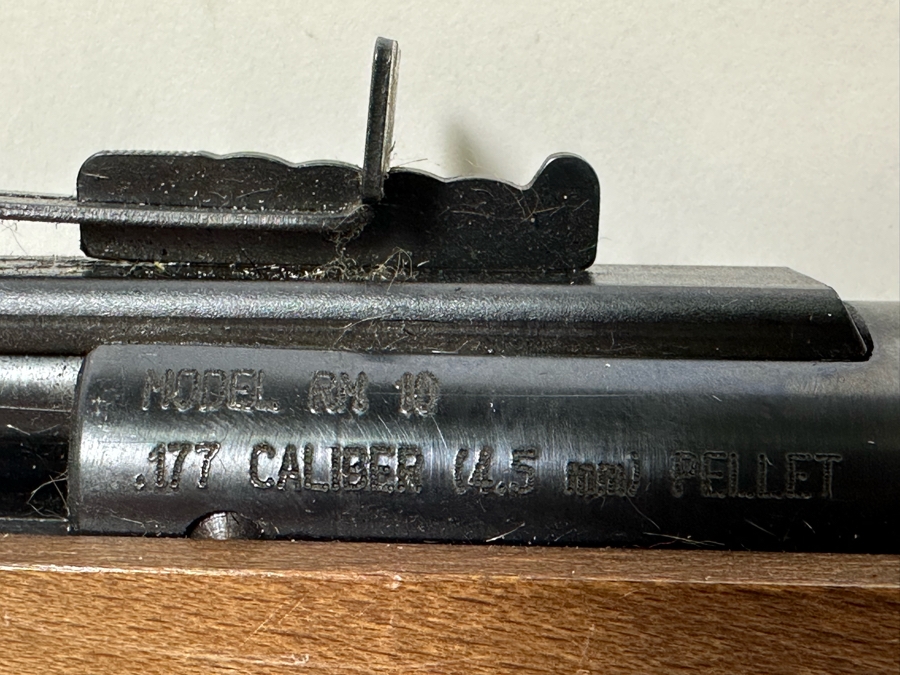 MODEL RM 10
.177 CALIBER (4.5 mm) PELLET